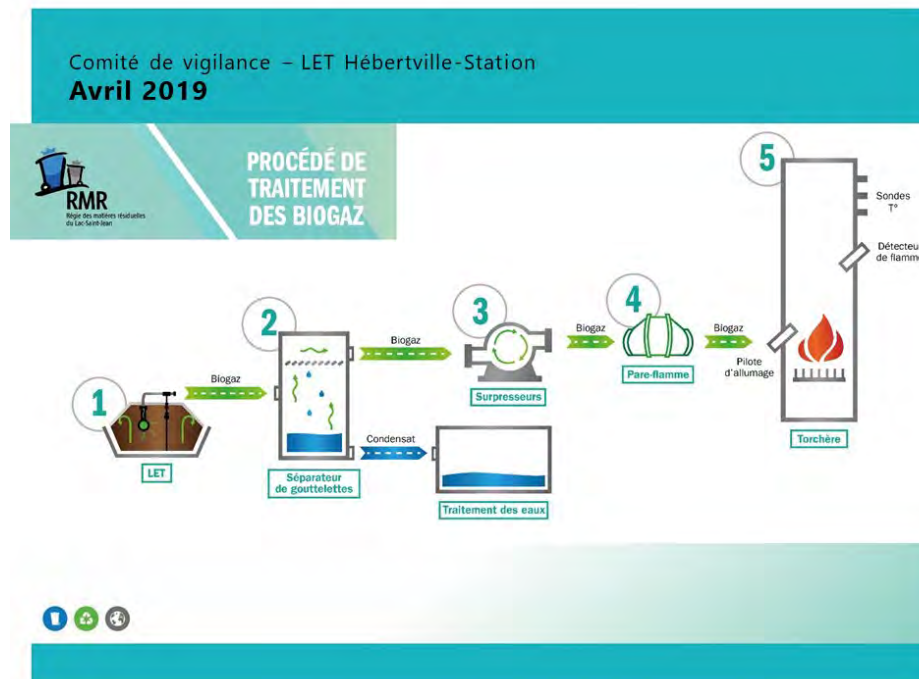 Comité de vigilance – LET Hébertville-Station
Avril 2019
RMR
Régie des matières résiduelles
du Lac-Saint-Jean
PROCÉDÉ DE
TRAITEMENT
DES BIOGAZ
1
LET
Biogaz
2
Séparateur
de gouttelettes
Biogaz
Condensat
Traitement des eaux
3
Surpresseurs
Biogaz
4
Pare-flamme
Biogaz
5
Sondes
T°
Détecteur
de flamme
Pilote
d'allumage
Torchère